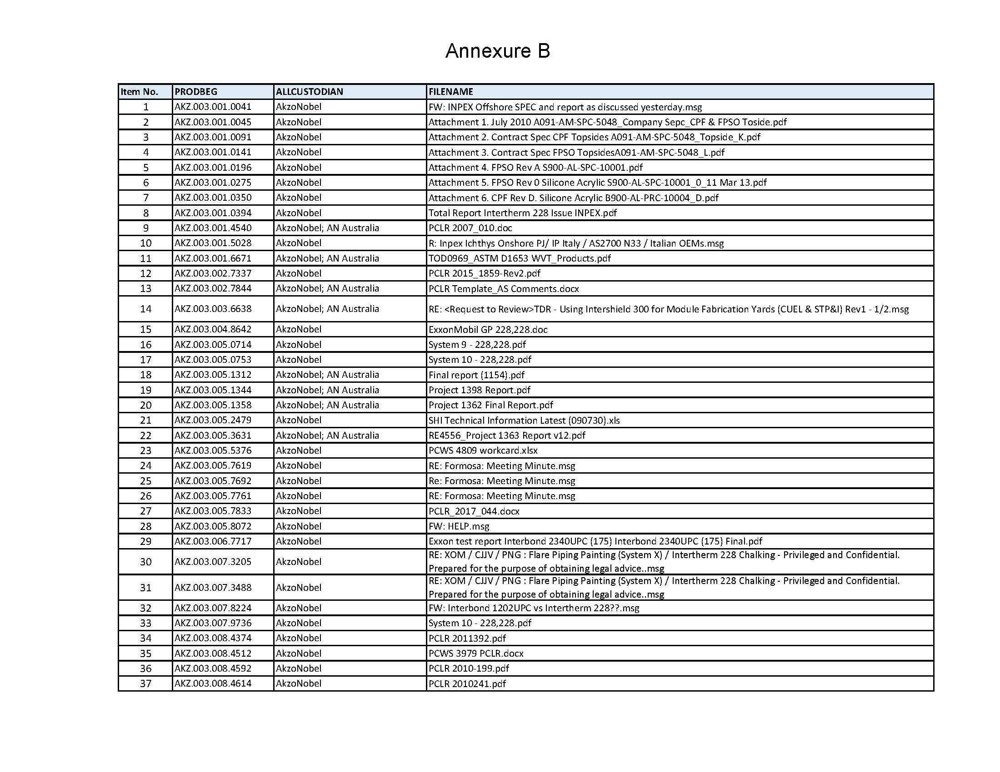 Annexure B
Item No. PRODBEG ALLCUSTODIAN FILENAME
1 AKZ.003.001.0041 AkzoNobel FW: INPEX Offshore SPEC and report as discussed yesterday.msg
2 AKZ.003.001.0045 AkzoNobel Attachment 1. July 2010 A091-AM-SPC-5048_Company Sepc_CPF & FPSO Toside.pdf
3 AKZ.003.001.0091 AkzoNobel Attachment 2. Contract Spec CPF Topsides A091-AM-SPC-5048_Topside_K.pdf
4 AKZ.003.001.0141 AkzoNobel Attachment 3. Contract Spec FPSO TopsidesA091-AM-SPC-5048_L.pdf
5 AKZ.003.001.0196 AkzoNobel Attachment 4. FPSO Rev A S900-AL-SPC-10001.pdf
6 AKZ.003.001.0275 AkzoNobel Attachment 5. FPSO Rev 0 Silicone Acrylic S900-AL-SPC-10001_0_11 Mar 13.pdf
7 AKZ.003.001.0350 AkzoNobel Attachment 6. CPF Rev D. Silicone Acrylic B900-AL-PRC-10004_D.pdf
8 AKZ.003.001.0394 AkzoNobel Total Report Intertherm 228 Issue INPEX.pdf
9 AKZ.003.001.4540 AkzoNobel; AN Australia PCLR 2007_010.doc
10 AKZ.003.001.5028 AkzoNobel R: Inpex Ichthys Onshore PJ/ IP Italy / AS2700 N33 / Italian OEMs.msg
11 AKZ.003.001.6671 AkzoNobel; AN Australia TOD0969_ASTM D1653 WVT_Products.pdf
12 AKZ.003.002.7337 AkzoNobel PCLR 2015_1859-Rev2.pdf
13 AKZ.003.002.7844 AkzoNobel; AN Australia PCLR Template_AS Comments.docx
14 AKZ.003.003.6638 AkzoNobel; AN Australia RE: <Request to Review>TDR - Using Intershield 300 for Module Fabrication Yards (CUEL & STP&I) Rev1 - 1/2.msg
15 AKZ.003.004.8642 AkzoNobel ExxonMobil GP 228,228.doc
16 AKZ.003.005.0714 AkzoNobel System 9 - 228,228.pdf
17 AKZ.003.005.0753 AkzoNobel System 10 - 228,228.pdf
18 AKZ.003.005.1312 AkzoNobel; AN Australia Final report (1154).pdf
19 AKZ.003.005.1344 AkzoNobel; AN Australia Project 1398 Report.pdf
20 AKZ.003.005.1358 AkzoNobel; AN Australia Project 1362 Final Report.pdf
21 AKZ.003.005.2479 AkzoNobel SHI Technical Information Latest (090730).xls
22 AKZ.003.005.3631 AkzoNobel; AN Australia RE4556_Project 1363 Report v12.pdf
23 AKZ.003.005.5376 AkzoNobel PCWS 4809 workcard.xlsx
24 AKZ.003.005.7619 AkzoNobel RE: Formosa: Meeting Minute.msg
25 AKZ.003.005.7692 AkzoNobel Re: Formosa: Meeting Minute.msg
26 AKZ.003.005.7761 AkzoNobel RE: Formosa: Meeting Minute.msg
27 AKZ.003.005.7833 AkzoNobel PCLR_2017_044.docx
28 AKZ.003.005.8072 AkzoNobel FW: HELP.msg
29 AKZ.003.006.7717 AkzoNobel Exxon test report Interbond 2340UPC (175) Interbond 2340UPC (175) Final.pdf
30 AKZ.003.007.3205 AkzoNobel RE: XOM / CJJV / PNG : Flare Piping Painting (System X) / Intertherm 228 Chalking - Privileged and Confidential.
Prepared for the purpose of obtaining legal advice..msg
31 AKZ.003.007.3488 AkzoNobel RE: XOM / CJJV / PNG : Flare Piping Painting (System X) / Intertherm 228 Chalking - Privileged and Confidential.
Prepared for the purpose of obtaining legal advice..msg
32 AKZ.003.007.8224 AkzoNobel FW: Interbond 1202UPC vs Intertherm 228??.msg
33 AKZ.003.007.9736 AkzoNobel System 10 - 228,228.pdf
34 AKZ.003.008.4374 AkzoNobel PCLR 2011392.pdf
35 AKZ.003.008.4512 AkzoNobel PCWS 3979 PCLR.docx
36 AKZ.003.008.4592 AkzoNobel PCLR 2010-199.pdf
37 AKZ.003.008.4614 AkzoNobel PCLR 2010241.pdf